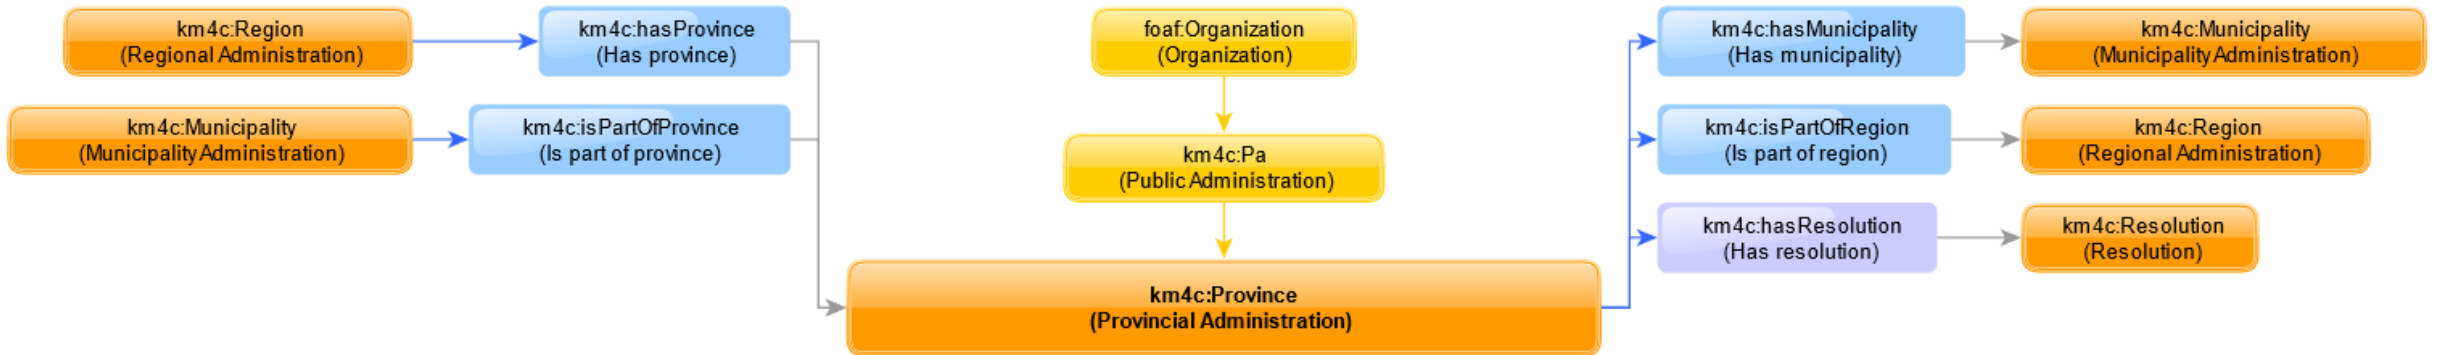 km4c:Region
(Regional Administration)
km4c:hasProvince
(Has province)
km4c:Municipality
(Municipality Administration)
km4c:isPartOfProvince
(Is part of province)
foaf:Organization
(Organization)
km4c:Pa
(Public Administration)
km4c:Province
(Provincial Administration)
km4c:hasMunicipality
(Has municipality)
km4c:Municipality
(Municipality Administration)
km4c:isPartOfRegion
(Is part of region)
km4c:Region
(Regional Administration)
km4c:hasResolution
(Has resolution)
km4c:Resolution
(Resolution)